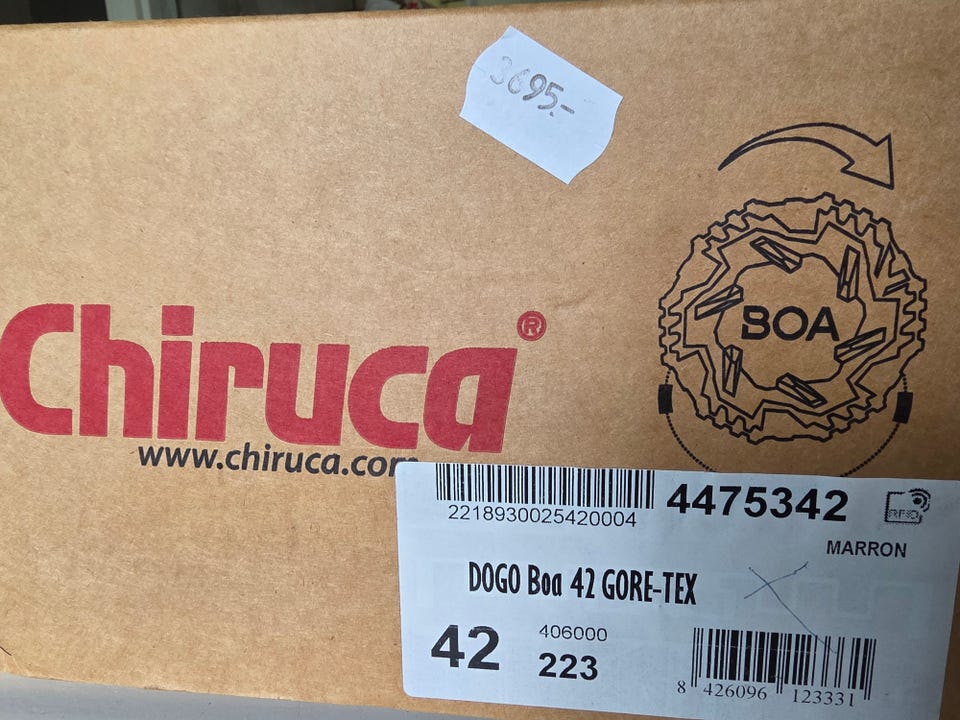 3695.-
BOA
Chiruca®
www.chiruca.com
2218930025420004
4475342
RFID
MARRON
DOGO Boa 42 GORE-TEX
42
406000
223
8 426096 123331